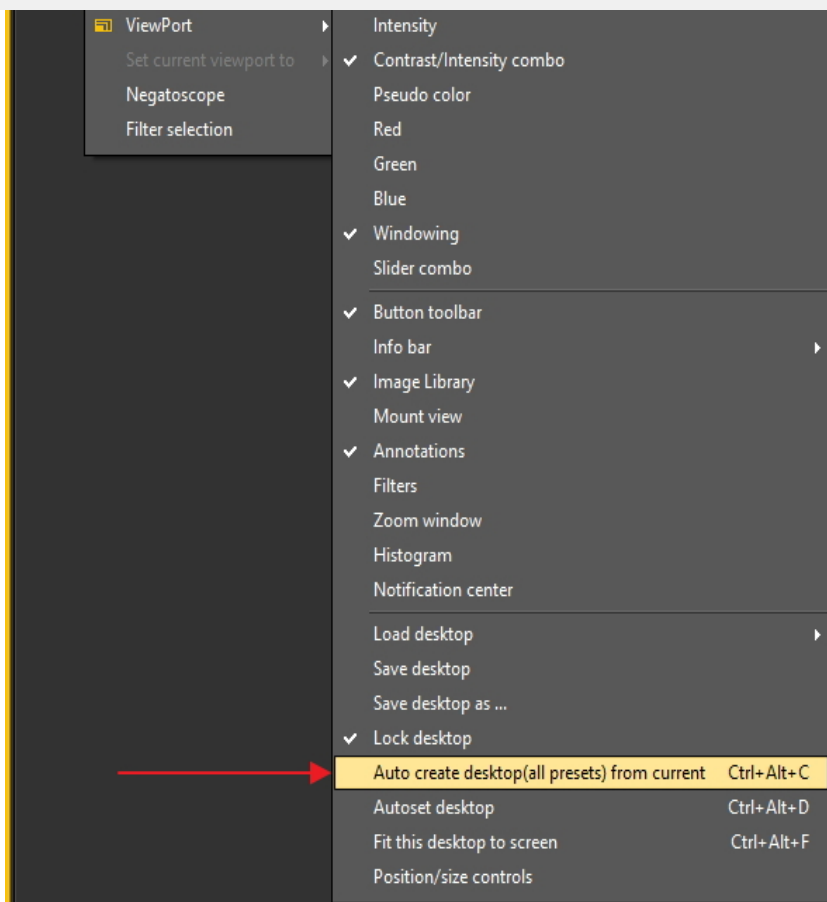 ViewPort
Set current viewport to
Negatoscope
Filter selection
Intensity
Contrast/Intensity combo
Pseudo color
Red
Green
Blue
Windowing
Slider combo
Button toolbar
Info bar
Image Library
Mount view
Annotations
Filters
Zoom window
Histogram
Notification center
Load desktop
Save desktop
Save desktop as ...
Lock desktop
Auto create desktop(all presets) from current Ctrl+Alt+C
Autoset desktop Ctrl+Alt+D
Fit this desktop to screen Ctrl+Alt+F
Position/size controls